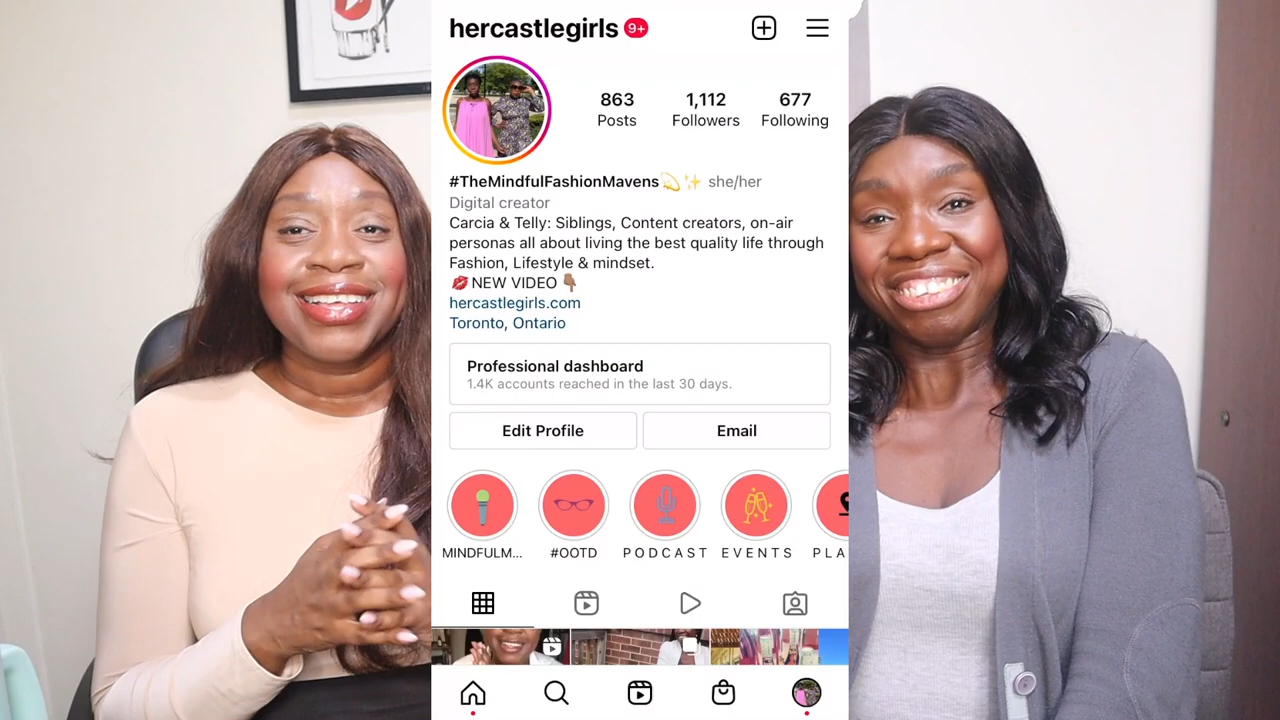 hercastlegirls 9+
863 1,112 677
Posts Followers Following
#TheMindfulFashionMavens💫✨ she/her
Digital creator
Carcia & Telly: Siblings, Content creators, on-air
personas all about living the best quality life through
Fashion, Lifestyle & mindset.
💋NEW VIDEO👇🏽
hercastlegirls.com
Toronto, Ontario
Professional dashboard
1.4K accounts reached in the last 30 days.
Edit Profile Email
MINDFULM... #OOTD PODCAST EVENTS PLA